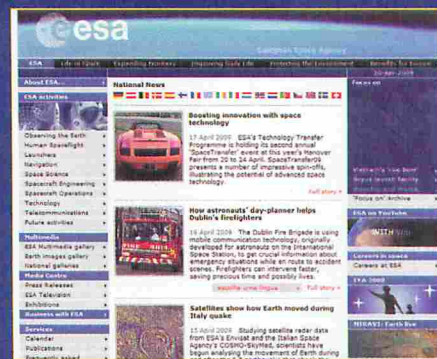 esa
European Space Agency
ESA Life in Space Expanding Frontiers Improving Daily Life Protecting the Environment Benefits for Europe
20-Apr-2009
About ESA...
ESA activities
Observing the Earth
Human Spaceflight
Launchers
Navigation
Space Science
Spacecraft Engineering
Spacecraft Operations
Technology
Telecommunications
Future activities
Multimedia
ESA Multimedia gallery
Earth images gallery
National galleries
Media Centre
Press Releases
ESA Television
Exhibitions
Business with ESA
Services
Calendar
Publications
Frequently asked
National News
Boosting innovation with space
technology
17 April 2009 ESA's Technology Transfer
Programme is holding its second annual
'SpaceTransfer' event at this year's Hanover
Fair from 20 to 24 April. SpaceTransfer09
presents a number of impressive spin-offs,
illustrating the potential of advanced space
technology.
full story
How astronauts' day-planner helps
Dublin's firefighters
16 April 2009 The Dublin Fire Brigade is using
mobile communication technology, originally
developed for astronauts on the International
Space Station, to get crucial information about
emergency situations while en route to accident
scenes. Firefighters can intervene faster,
saving precious time and possibly lives.
full story
Satellites show how Earth moved during
Italy quake
15 April 2009 Studying satellite radar data
from ESA's Envisat and the Italian Space
Agency's COSMO-SkyMed, scientists have
begun analysing the movement of Earth during
Focus on
'Focus on' Archive
ESA on YouTube
WITH
Careers in space
Careers at ESA